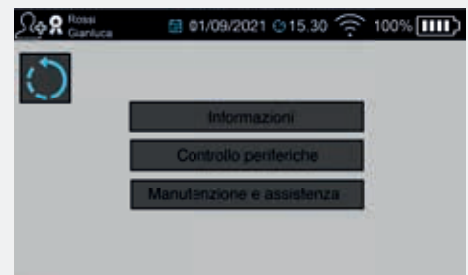 Rossi
Gianluca
01/09/2021 15.30 100%
Informazioni
Controllo periferiche
Manutenzione e assistenza